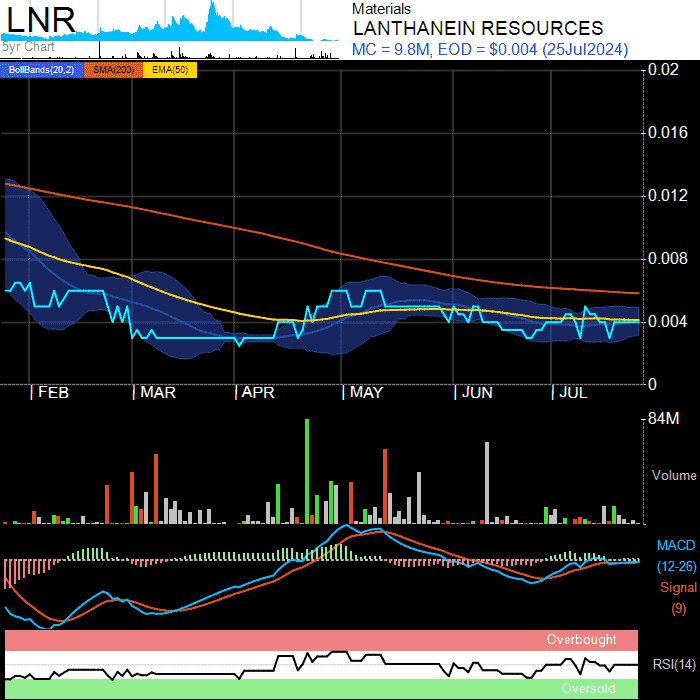 LNR
5yr Chart
Materials
LANTHANEIN RESOURCES
MC = 9.8M, EOD = $0.004 (25Jul2024)
BollBands(20,2) SMA(200) EMA(50)
0.02
0.016
0.012
0.008
0.004
0
FEB MAR APR MAY JUN JUL
84M
Volume
MACD
(12-26)
Signal
(9)
Overbought
RSI(14)
Oversold